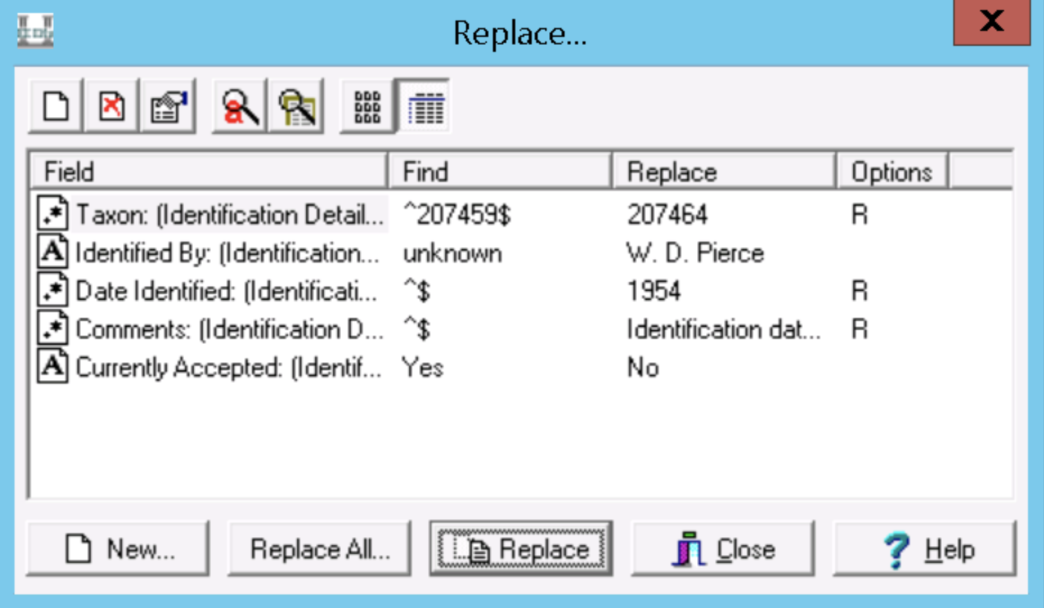 Replace...
X
Field Find Replace Options
Taxon: (Identification Detail... ^207459$ 207464 R
Identified By: (Identification... unknown W. D. Pierce
Date Identified: (Identificati... ^$ 1954 R
Comments: (Identification D... ^$ Identification dat... R
Currently Accepted: (Identif... Yes No
New... Replace All... Replace Close Help